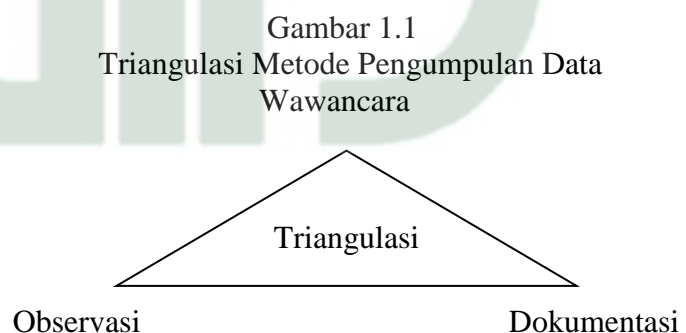 Gambar 1.1
Triangulasi Metode Pengumpulan Data
Wawancara
Triangulasi
Observasi Dokumentasi